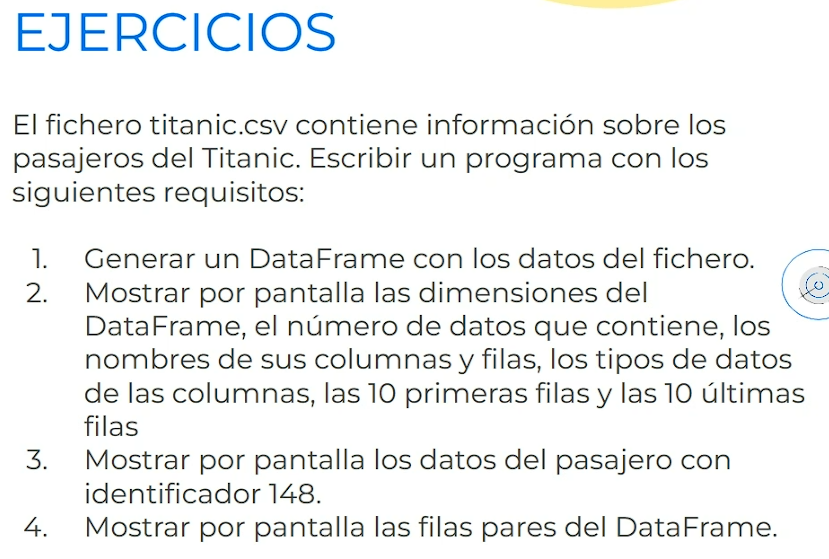 EJERCICIOS
El fichero titanic.csv contiene información sobre los
pasajeros del Titanic. Escribir un programa con los
siguientes requisitos:
1. Generar un DataFrame con los datos del fichero.
2. Mostrar por pantalla las dimensiones del
DataFrame, el número de datos que contiene, los
nombres de sus columnas y filas, los tipos de datos
de las columnas, las 10 primeras filas y las 10 últimas
filas
3. Mostrar por pantalla los datos del pasajero con
identificador 148.
4. Mostrar por pantalla las filas pares del DataFrame.